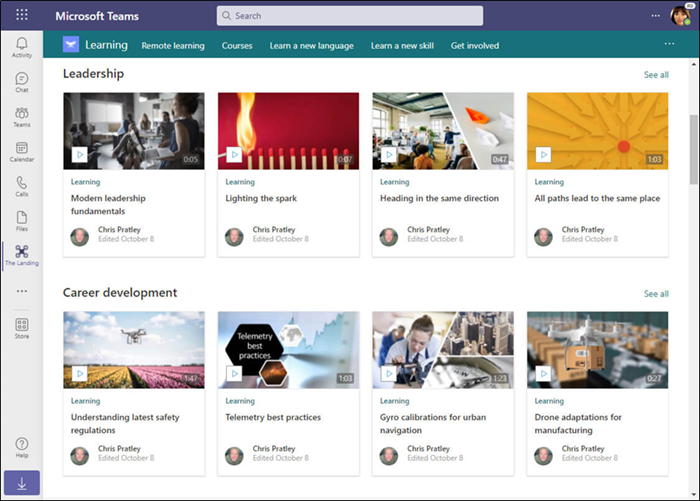 Microsoft Teams
Search
Activity
Chat
Teams
Calendar
Calls
Files
The Landing
Store
Help
Learning
Remote learning
Courses
Learn a new language
Learn a new skill
Get involved
Leadership
See all
0:05
0:07
0:47
1:03
Learning
Modern leadership
fundamentals
Chris Pratley
Edited October 8
Learning
Lighting the spark
Chris Pratley
Edited October 8
Learning
Heading in the same direction
Chris Pratley
Edited October 8
Learning
All paths lead to the same place
Chris Pratley
Edited October 8
Career development
See all
1:47
Telemetry
best
practices
1:03
1:23
0:27
Learning
Understanding latest safety
regulations
Chris Pratley
Edited October 8
Learning
Telemetry best practices
Chris Pratley
Edited October 8
Learning
Gyro calibrations for urban
navigation
Chris Pratley
Edited October 8
Learning
Drone adaptations for
manufacturing
Chris Pratley
Edited October 8